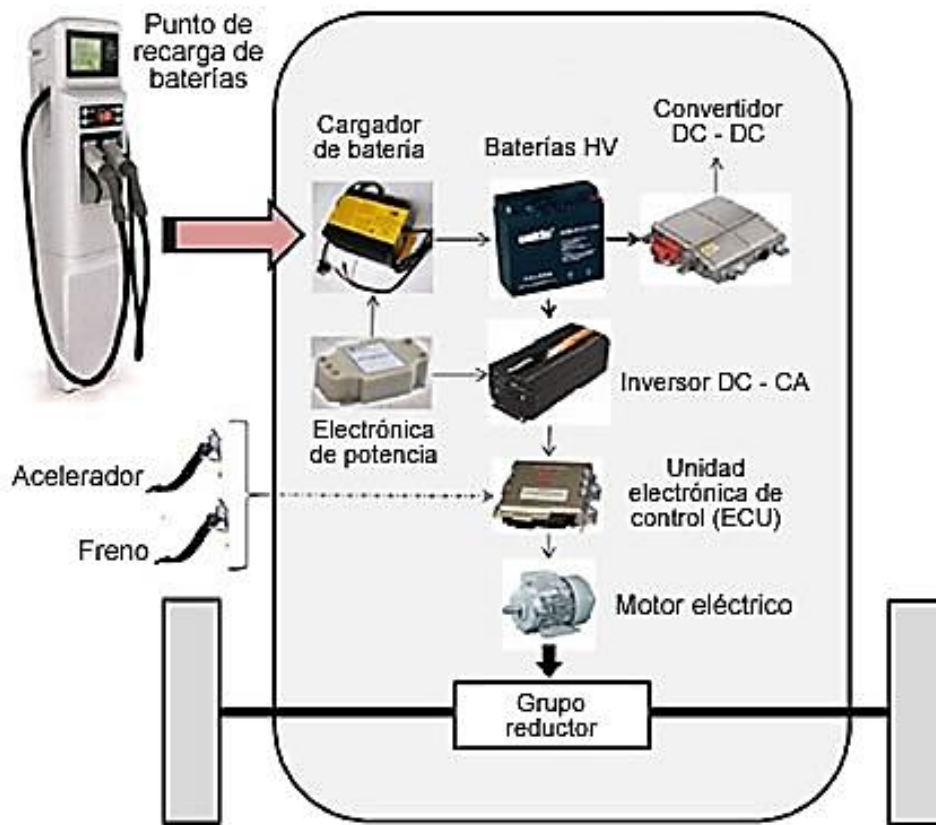 Punto de
recarga de
baterías
Cargador
de batería
Baterías HV
Convertidor
DC - DC
Inversor DC - CA
Electrónica
de potencia
Acelerador
Freno
Unidad
electrónica de
control (ECU)
Motor eléctrico
Grupo
reductor